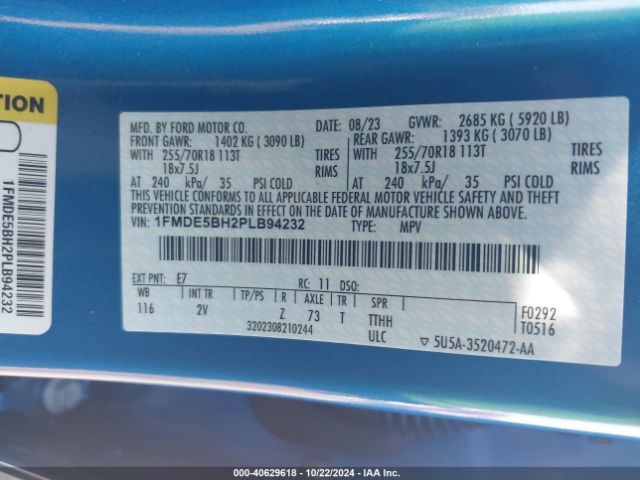 TION
1FMDE5BH2PLB94232
MFD. BY FORD MOTOR CO.
DATE: 08/23 GVWR: 2685 KG ( 5920 LB)
FRONT GAWR: 1402 KG ( 3090 LB) REAR GAWR: 1393 KG ( 3070 LB)
WITH 255/70R18 113T TIRES WITH 255/70R18 113T TIRES
18x7.5J RIMS 18x7.5J RIMS
AT 240 kPa/ 35 PSI COLD AT 240 kPa/ 35 PSI COLD
THIS VEHICLE CONFORMS TO ALL APPLICABLE FEDERAL MOTOR VEHICLE SAFETY AND THEFT
PREVENTION STANDARDS IN EFFECT ON THE DATE OF MANUFACTURE SHOWN ABOVE.
VIN: 1FMDE5BH2PLB94232 TYPE: MPV
EXT PNT: E7 RC: 11 DSO:
WB INT TR TP/PS R AXLE TR SPR F0292
116 2V Z 73 T TTHH T0516
3202308210244 ULC 5U5A-3520472-AA
© - 40629618 - 10/22/2024 - IAA Inc.